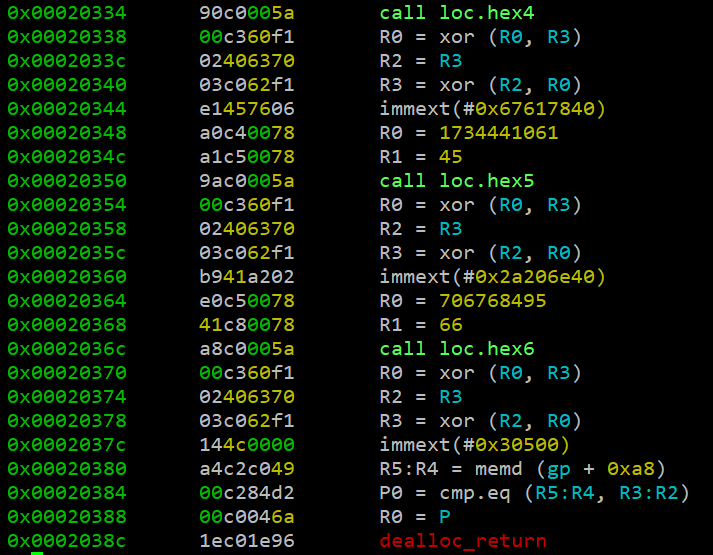 0x00020334 90c0005a call loc.hex4
0x00020338 00c360f1 R0 = xor (R0, R3)
0x0002033c 02406370 R2 = R3
0x00020340 03c062f1 R3 = xor (R2, R0)
0x00020344 e1457606 immext(#0x67617840)
0x00020348 a0c40078 R0 = 1734441061
0x0002034c a1c50078 R1 = 45
0x00020350 9ac0005a call loc.hex5
0x00020354 00c360f1 R0 = xor (R0, R3)
0x00020358 02406370 R2 = R3
0x0002035c 03c062f1 R3 = xor (R2, R0)
0x00020360 b941a202 immext(#0x2a206e40)
0x00020364 e0c50078 R0 = 706768495
0x00020368 41c80078 R1 = 66
0x0002036c a8c0005a call loc.hex6
0x00020370 00c360f1 R0 = xor (R0, R3)
0x00020374 02406370 R2 = R3
0x00020378 03c062f1 R3 = xor (R2, R0)
0x0002037c 144c0000 immext(#0x30500)
0x00020380 a4c2c049 R5:R4 = memd (gp + 0xa8)
0x00020384 00c284d2 P0 = cmp.eq (R5:R4, R3:R2)
0x00020388 00c0046a R0 = P
0x0002038c 1ec01e96 dealloc_return